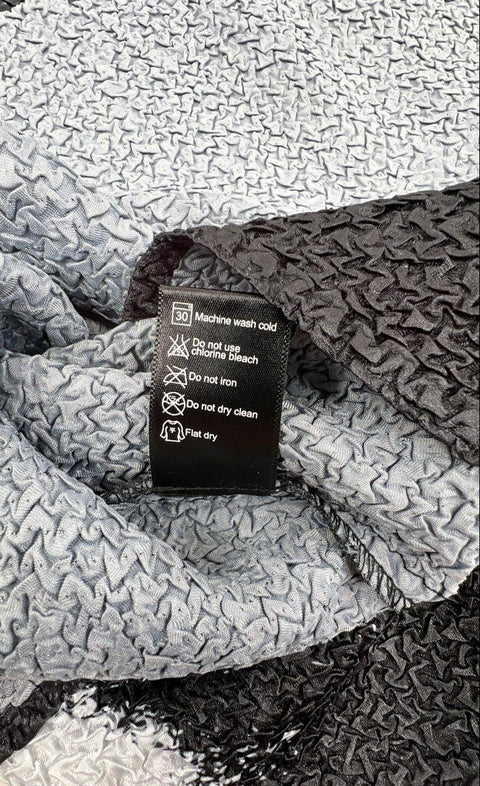 30 Machine wash cold
Do not use
chlorine bleach
Do not iron
Do not dry clean
Flat dry